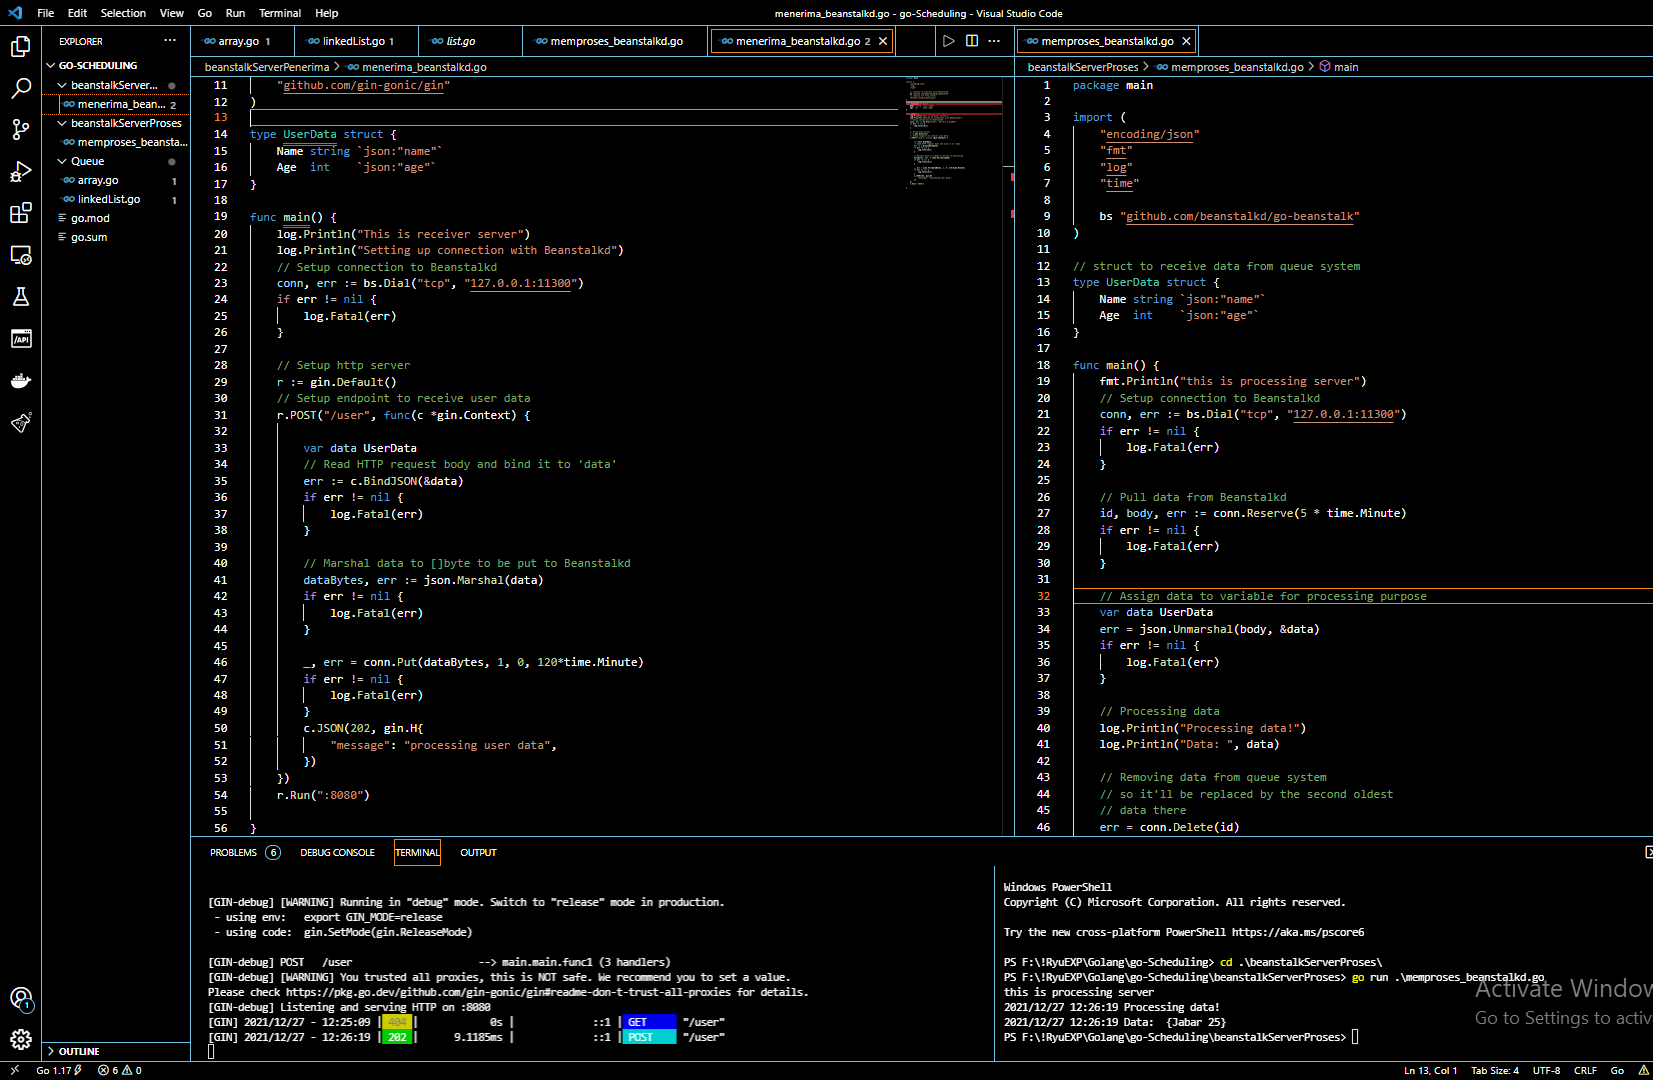 File Edit Selection View Go Run Terminal Help
menerima_beanstalkd.go - go-Scheduling - Visual Studio Code
EXPLORER
GO-SCHEDULING
beanstalkServer...
menerima_bean... 2
beanstalkServerProses
memproses_beansta...
Queue
array.go 1
linkedList.go 1
go.mod
go.sum
OUTLINE
array.go 1 linkedList.go 1 list.go memproses_beanstalkd.go menerima_beanstalkd.go 2
beanstalkServerPenerima > menerima_beanstalkd.go
11 "github.com/gin-gonic/gin"
12 )
13
14 type UserData struct {
15 Name string `json:"name"`
16 Age int `json:"age"`
17 }
18
19 func main() {
20 log.Println("This is receiver server")
21 log.Println("Setting up connection with Beanstalkd")
22 // Setup connection to Beanstalkd
23 conn, err := bs.Dial("tcp", "127.0.0.1:11300")
24 if err != nil {
25 log.Fatal(err)
26 }
27
28 // Setup http server
29 r := gin.Default()
30 // Setup endpoint to receive user data
31 r.POST("/user", func(c *gin.Context) {
32
33 var data UserData
34 // Read HTTP request body and bind it to 'data'
35 err := c.BindJSON(&data)
36 if err != nil {
37 log.Fatal(err)
38 }
39
40 // Marshal data to []byte to be put to Beanstalkd
41 dataBytes, err := json.Marshal(data)
42 if err != nil {
43 log.Fatal(err)
44 }
45
46 _, err = conn.Put(dataBytes, 1, 0, 120*time.Minute)
47 if err != nil {
48 log.Fatal(err)
49 }
50 c.JSON(202, gin.H{
51 "message": "processing user data",
52 })
53 })
54 r.Run(":8080")
55
56 }
memproses_beanstalkd.go
beanstalkServerProses > memproses_beanstalkd.go > main
1 package main
2
3 import (
4 "encoding/json"
5 "fmt"
6 "log"
7 "time"
8
9 bs "github.com/beanstalkd/go-beanstalk"
10 )
11
12 // struct to receive data from queue system
13 type UserData struct {
14 Name string `json:"name"`
15 Age int `json:"age"`
16 }
17
18 func main() {
19 fmt.Println("this is processing server")
20 // Setup connection to Beanstalkd
21 conn, err := bs.Dial("tcp", "127.0.0.1:11300")
22 if err != nil {
23 log.Fatal(err)
24 }
25
26 // Pull data from Beanstalkd
27 id, body, err := conn.Reserve(5 * time.Minute)
28 if err != nil {
29 log.Fatal(err)
30 }
31
32 // Assign data to variable for processing purpose
33 var data UserData
34 err = json.Unmarshal(body, &data)
35 if err != nil {
36 log.Fatal(err)
37 }
38
39 // Processing data
40 log.Println("Processing data!")
41 log.Println("Data: ", data)
42
43 // Removing data from queue system
44 // so it'll be replaced by the second oldest
45 // data there
46 err = conn.Delete(id)
PROBLEMS 6 DEBUG CONSOLE TERMINAL OUTPUT
[GIN-debug] [WARNING] Running in "debug" mode. Switch to "release" mode in production.
- using env: export GIN_MODE=release
- using code: gin.SetMode(gin.ReleaseMode)
[GIN-debug] POST /user --> main.main.func1 (3 handlers)
[GIN-debug] [WARNING] You trusted all proxies, this is NOT safe. We recommend you to set a value.
Please check https://pkg.go.dev/github.com/gin-gonic/gin#readme-don-t-trust-all-proxies for details.
[GIN-debug] Listening and serving HTTP on :8080
[GIN] 2021/12/27 - 12:25:09 | 404 | 0s | ::1 | GET "/user"
[GIN] 2021/12/27 - 12:26:19 | 202 | 9.1185ms | ::1 | POST "/user"
Windows PowerShell
Copyright (C) Microsoft Corporation. All rights reserved.
Try the new cross-platform PowerShell https://aka.ms/pscore6
PS F:\!RyuEXP\Golang\go-Scheduling> cd .\beanstalkServerProses\
PS F:\!RyuEXP\Golang\go-Scheduling\beanstalkServerProses> go run .\memproses_beanstalkd.go
this is processing server
2021/12/27 12:26:19 Processing data!
2021/12/27 12:26:19 Data: {Jabar 25}
PS F:\!RyuEXP\Golang\go-Scheduling\beanstalkServerProses>
Activate Window
Go to Settings to activ
Go 1.17 6 0 Ln 13, Col 1 Tab Size: 4 UTF-8 CRLF Go